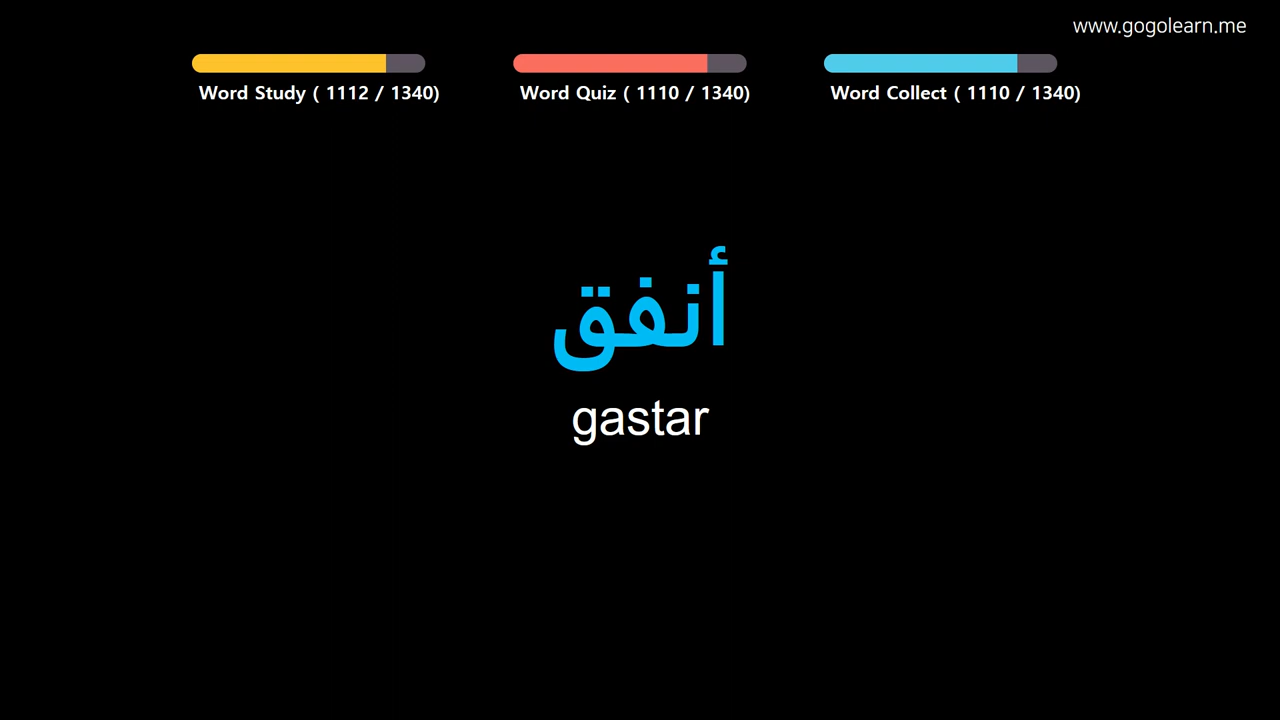 www.gogolearn.me
Word Study ( 1112 / 1340)
Word Quiz ( 1110 / 1340)
Word Collect ( 1110 / 1340)
أنفق
gastar